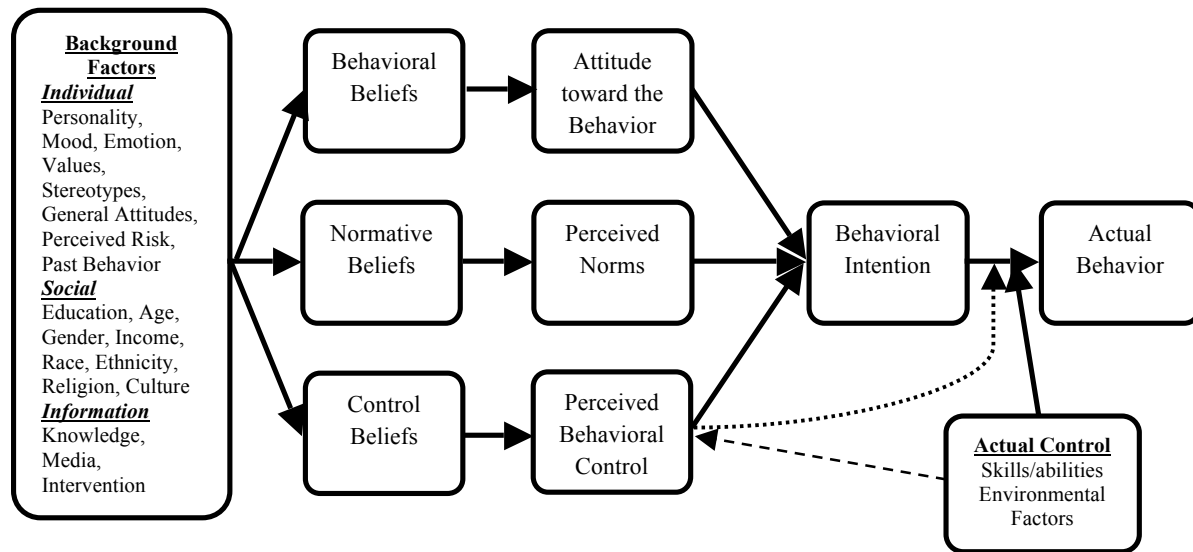 Background
Factors
Individual
Personality,
Mood, Emotion,
Values,
Stereotypes,
General Attitudes,
Perceived Risk,
Past Behavior
Social
Education, Age,
Gender, Income,
Race, Ethnicity,
Religion, Culture
Information
Knowledge,
Media,
Intervention
Behavioral
Beliefs
Attitude
toward the
Behavior
Normative
Beliefs
Perceived
Norms
Control
Beliefs
Perceived
Behavioral
Control
Behavioral
Intention
Actual
Behavior
Actual Control
Skills/abilities
Environmental
Factors